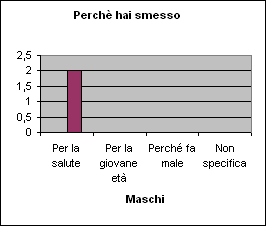 Perchè hai smesso
2,5
2
1,5
1
0,5
0
Per la Per la Perché fa Non
salute giovane male specifica
età
Maschi